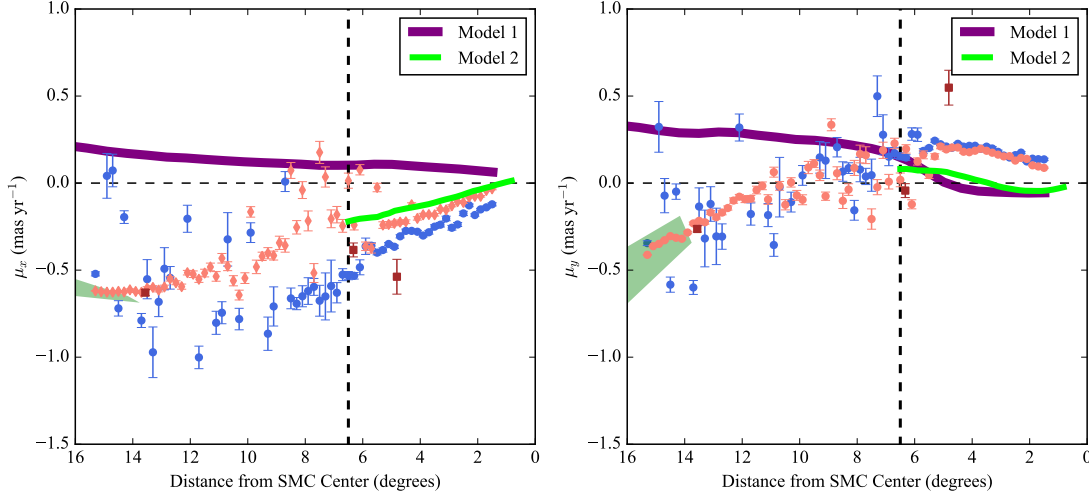 1.0
0.5
0.0
−0.5
−1.0
−1.5
μx (mas yr−1)
16 14 12 10 8 6 4 2 0
Distance from SMC Center (degrees)
Model 1
Model 2
1.0
0.5
0.0
−0.5
−1.0
−1.5
μy (mas yr−1)
16 14 12 10 8 6 4 2 0
Distance from SMC Center (degrees)
Model 1
Model 2